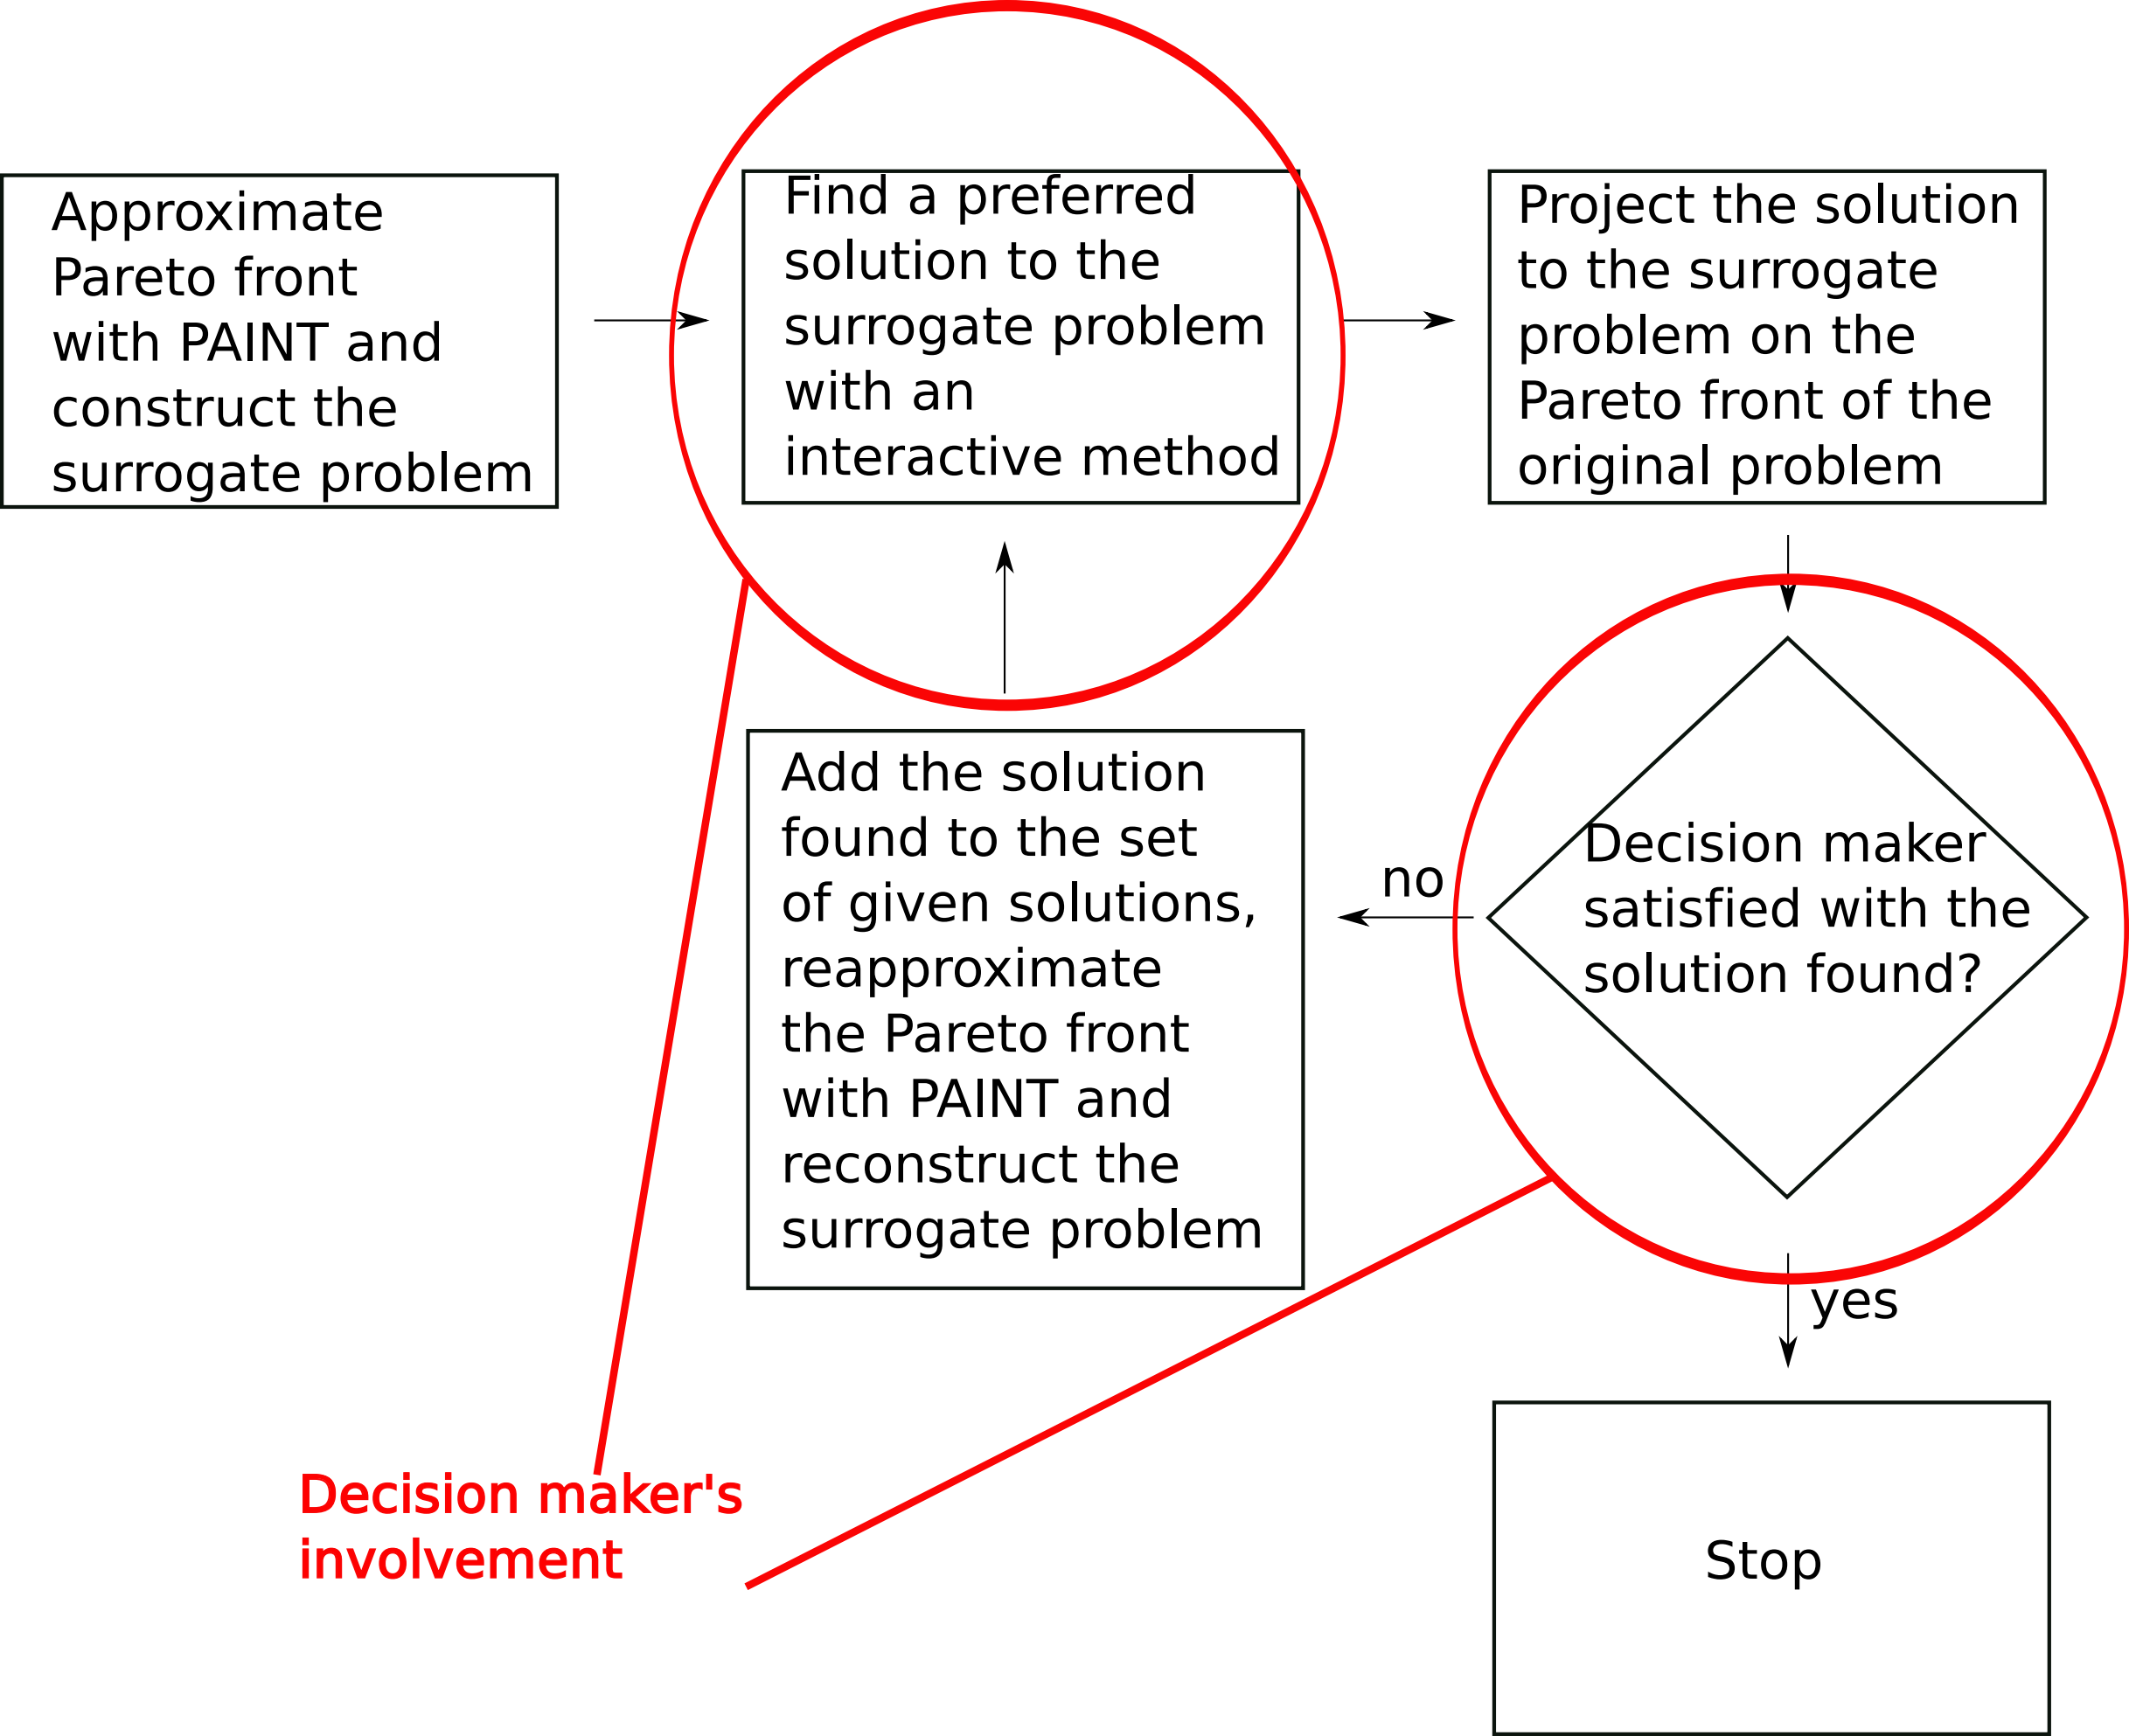 Approximate
Pareto front
with PAINT and
construct the
surrogate problem
Find a preferred
solution to the
surrogate problem
with an
interactive method
Project the solution
to the surrogate
problem on the
Pareto front of the
original problem
Add the solution
found to the set
of given solutions,
reapproximate
the Pareto front
with PAINT and
reconstruct the
surrogate problem
no
Decision maker
satisfied with the
solution found?
yes
Decision maker's
involvement
Stop